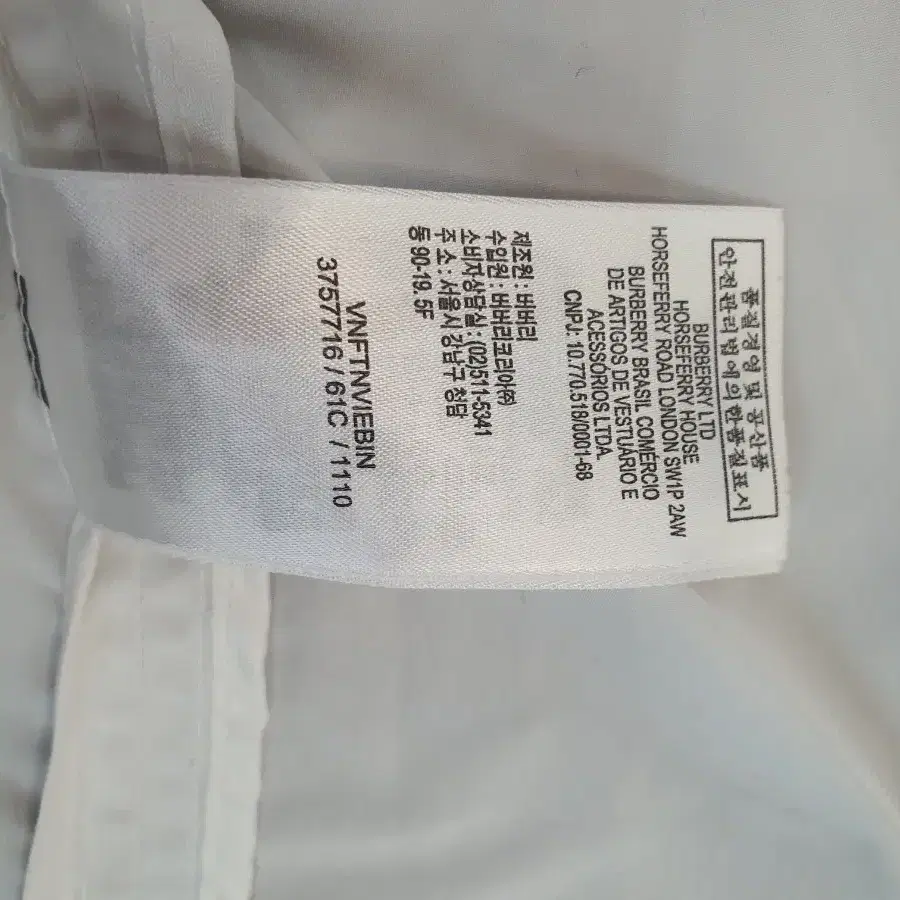 품질경영 및 공산품
안전관리법에의한품질표시
BURBERRY LTD
HORSEFERRY HOUSE
HORSEFERRY ROAD LONDON SW1P 2AW
BURBERRY BRASIL COMÉRCIO
DE ARTIGOS DE VESTUÁRIO E
ACESSÓRIOS LTDA.
CNPJ: 10.770.518/0001-68
제조원 : 버버리
수입원 : 버버리코리아㈜
소비자상담실 : (02)511-5341
주 소 : 서울시 강남구 청담
동 90-19. 5F
VNFTNVIEBIN
3757716 / 61C / 1110